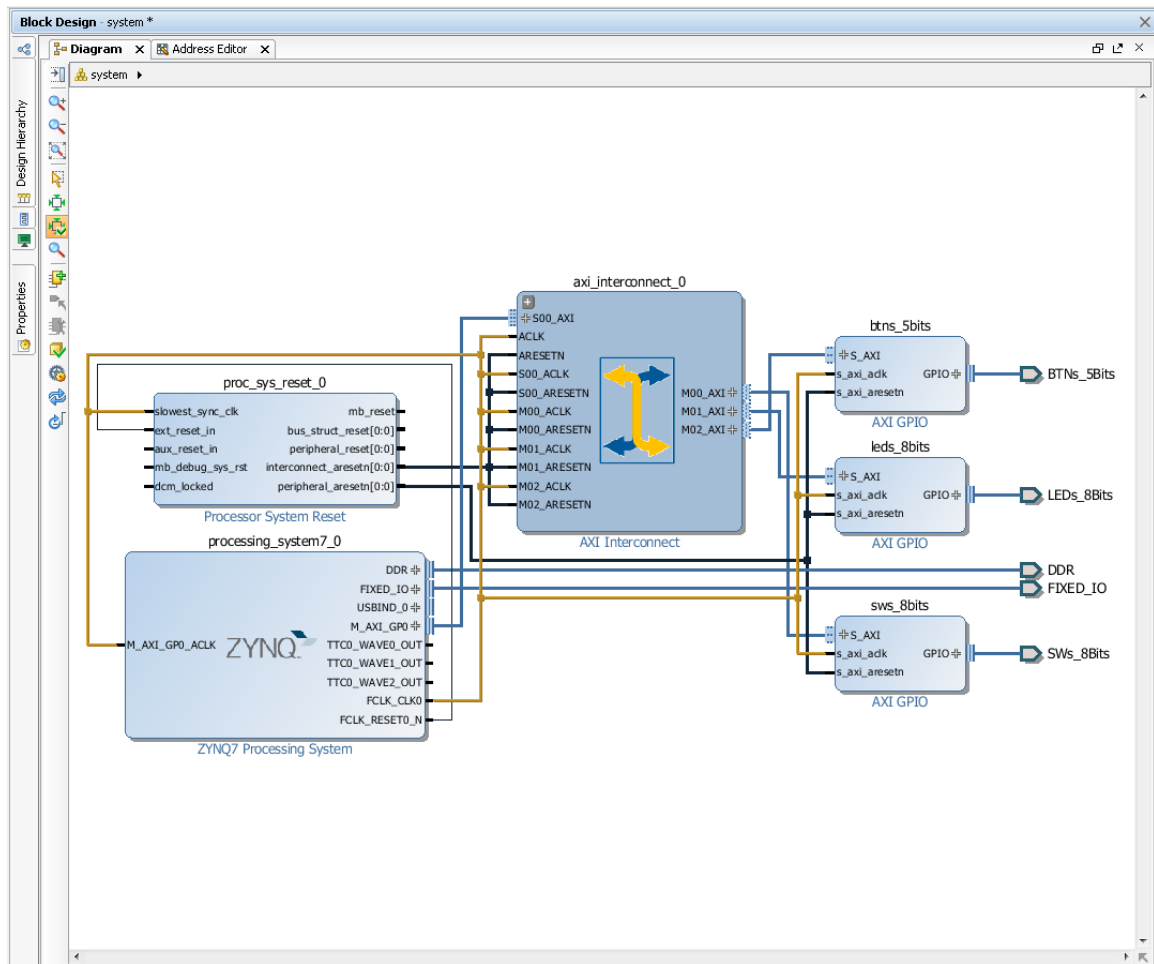 Block Design - system *
Diagram
Address Editor
system
Design Hierarchy
Properties
axi_interconnect_0
S00_AXI
ACLK
ARESETN
S00_ACLK
S00_ARESETN
M00_ACLK
M00_ARESETN
M01_ACLK
M01_ARESETN
M02_ACLK
M02_ARESETN
M00_AXI
M01_AXI
M02_AXI
AXI Interconnect
proc_sys_reset_0
slowest_sync_clk
ext_reset_in
aux_reset_in
mb_debug_sys_rst
dcm_locked
mb_reset
bus_struct_reset[0:0]
peripheral_reset[0:0]
interconnect_aresetn[0:0]
peripheral_aresetn[0:0]
Processor System Reset
processing_system7_0
M_AXI_GP0_ACLK
ZYNQ
DDR
FIXED_IO
USBIND_0
M_AXI_GP0
TTC0_WAVE0_OUT
TTC0_WAVE1_OUT
TTC0_WAVE2_OUT
FCLK_CLK0
FCLK_RESET0_N
ZYNQ7 Processing System
btns_5bits
S_AXI
s_axi_aclk
s_axi_aresetn
GPIO
AXI GPIO
BTNs_5Bits
leds_8bits
S_AXI
s_axi_aclk
s_axi_aresetn
GPIO
AXI GPIO
LEDs_8Bits
DDR
FIXED_IO
sws_8bits
S_AXI
s_axi_aclk
s_axi_aresetn
GPIO
AXI GPIO
SWs_8Bits